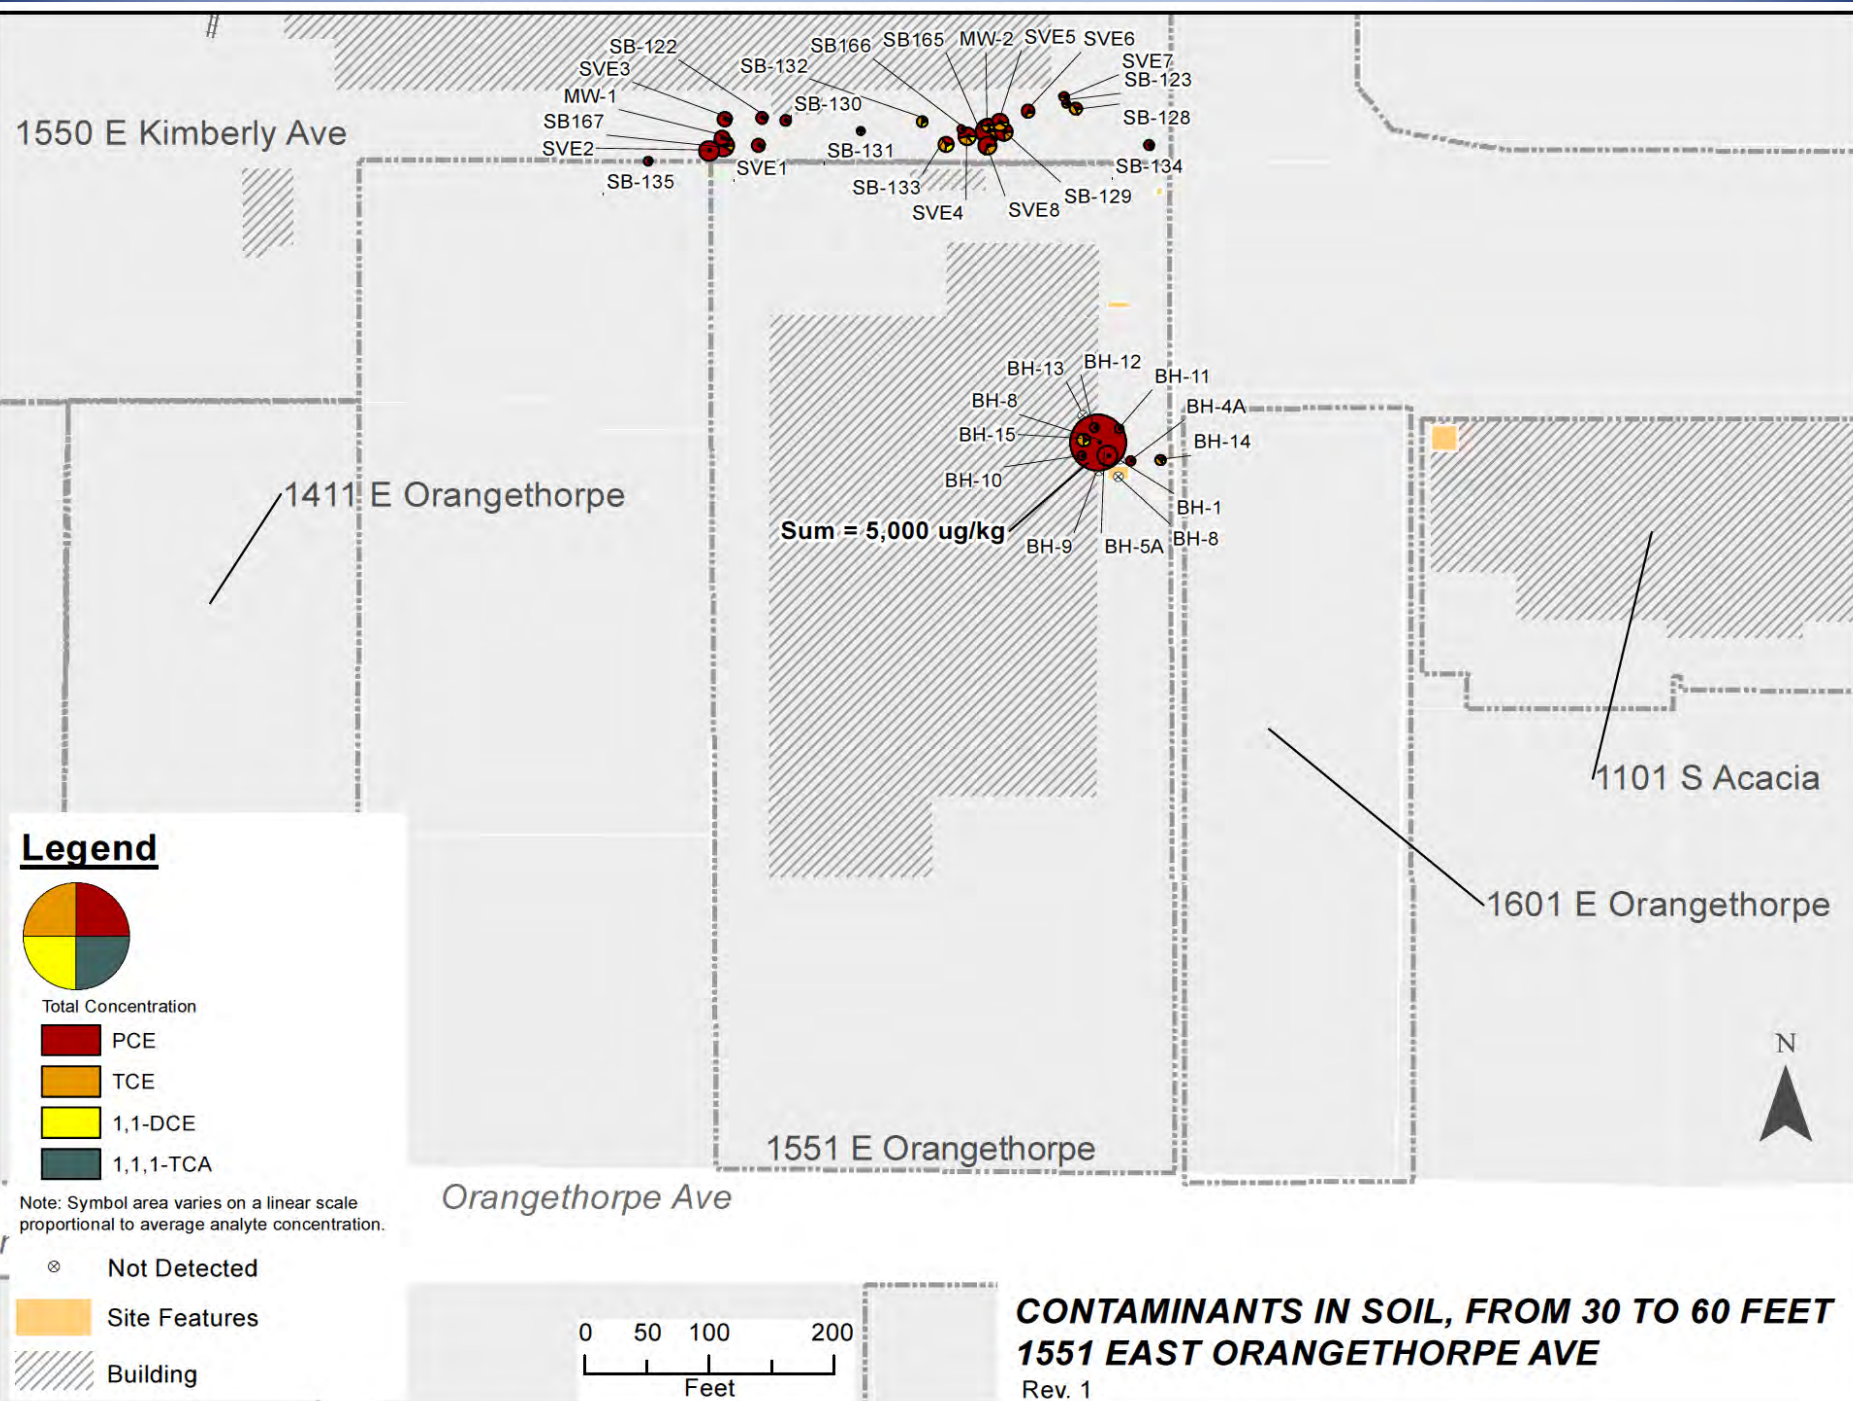 SB-122
SB166
SB165
MW-2
SVE5
SVE6
SVE3
SB-132
SVE7
SB-123
MW-1
SB-130
SB167
SB-128
1550 E Kimberly Ave
SVE2
SB-131
SVE1
SB-134
SB-135
SB-133
SB-129
SVE4
SVE8
BH-13
BH-12
BH-11
BH-8
BH-4A
BH-15
BH-14
BH-10
1411 E Orangethorpe
BH-1
Sum = 5,000 ug/kg
BH-9
BH-5A
BH-8
1101 S Acacia
1601 E Orangethorpe
1551 E Orangethorpe
Orangethorpe Ave
N
Legend
Total Concentration
PCE
TCE
1,1-DCE
1,1,1-TCA
Note: Symbol area varies on a linear scale
proportional to average analyte concentration.
Not Detected
Site Features
Building
0 50 100 200
Feet
CONTAMINANTS IN SOIL, FROM 30 TO 60 FEET
1551 EAST ORANGETHORPE AVE
Rev. 1